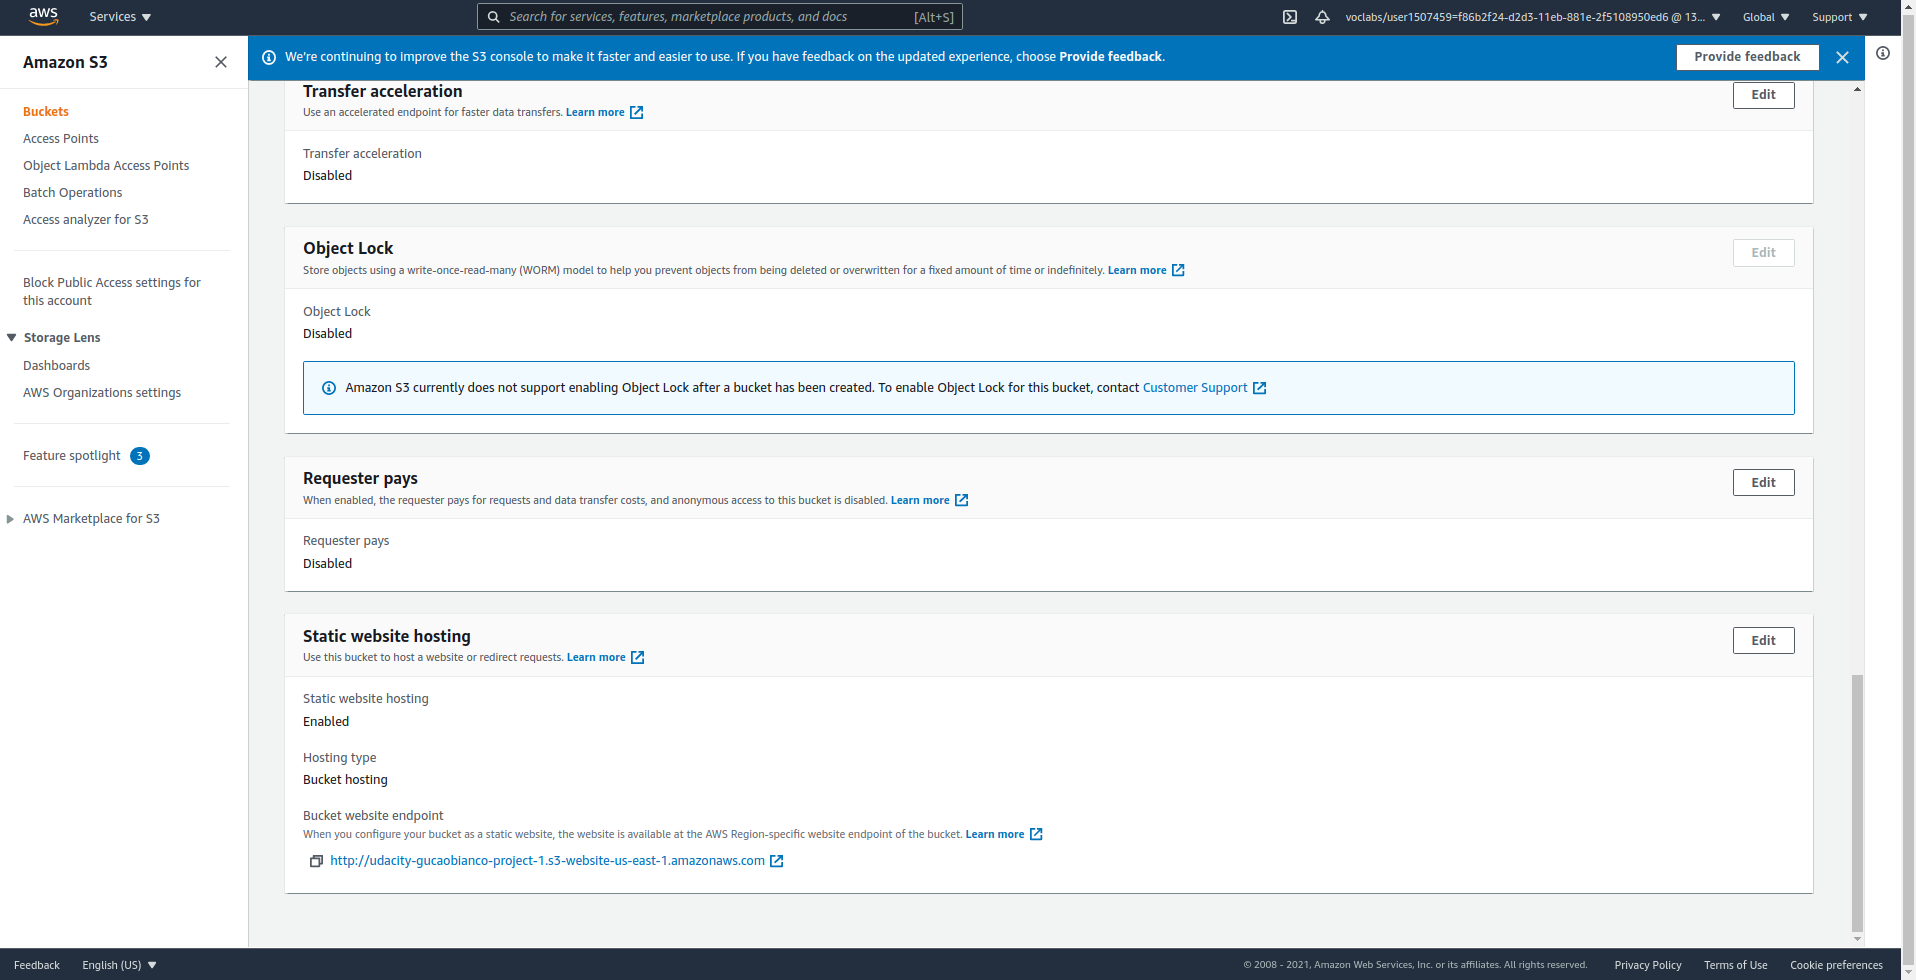 aws
Services
Search for services, features, marketplace products, and docs [Alt+S]
voclabs/user1507459=f86b2f24-d2d3-11eb-881e-2f5108950ed6 @ 13...
Global
Support
Amazon S3
We're continuing to improve the S3 console to make it faster and easier to use. If you have feedback on the updated experience, choose Provide feedback.
Provide feedback
Buckets
Access Points
Object Lambda Access Points
Batch Operations
Access analyzer for S3
Block Public Access settings for
this account
Storage Lens
Dashboards
AWS Organizations settings
Feature spotlight 3
AWS Marketplace for S3
Transfer acceleration
Edit
Use an accelerated endpoint for faster data transfers. Learn more
Transfer acceleration
Disabled
Object Lock
Edit
Store objects using a write-once-read-many (WORM) model to help you prevent objects from being deleted or overwritten for a fixed amount of time or indefinitely. Learn more
Object Lock
Disabled
Amazon S3 currently does not support enabling Object Lock after a bucket has been created. To enable Object Lock for this bucket, contact Customer Support
Requester pays
Edit
When enabled, the requester pays for requests and data transfer costs, and anonymous access to this bucket is disabled. Learn more
Requester pays
Disabled
Static website hosting
Edit
Use this bucket to host a website or redirect requests. Learn more
Static website hosting
Enabled
Hosting type
Bucket hosting
Bucket website endpoint
When you configure your bucket as a static website, the website is available at the AWS Region-specific website endpoint of the bucket. Learn more
http://udacity-gucaobianco-project-1.s3-website-us-east-1.amazonaws.com
Feedback
English (US)
© 2008 - 2021, Amazon Web Services, Inc. or its affiliates. All rights reserved.
Privacy Policy
Terms of Use
Cookie preferences